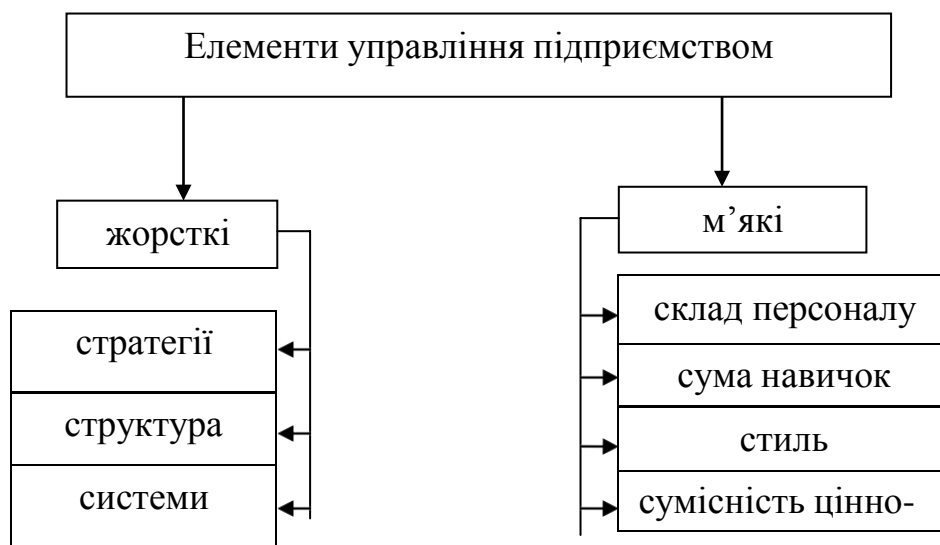 Елементи управління підприємством
жорсткі
м’які
стратегії
структура
системи
склад персоналу
сума навичок
стиль
сумісність цінно-